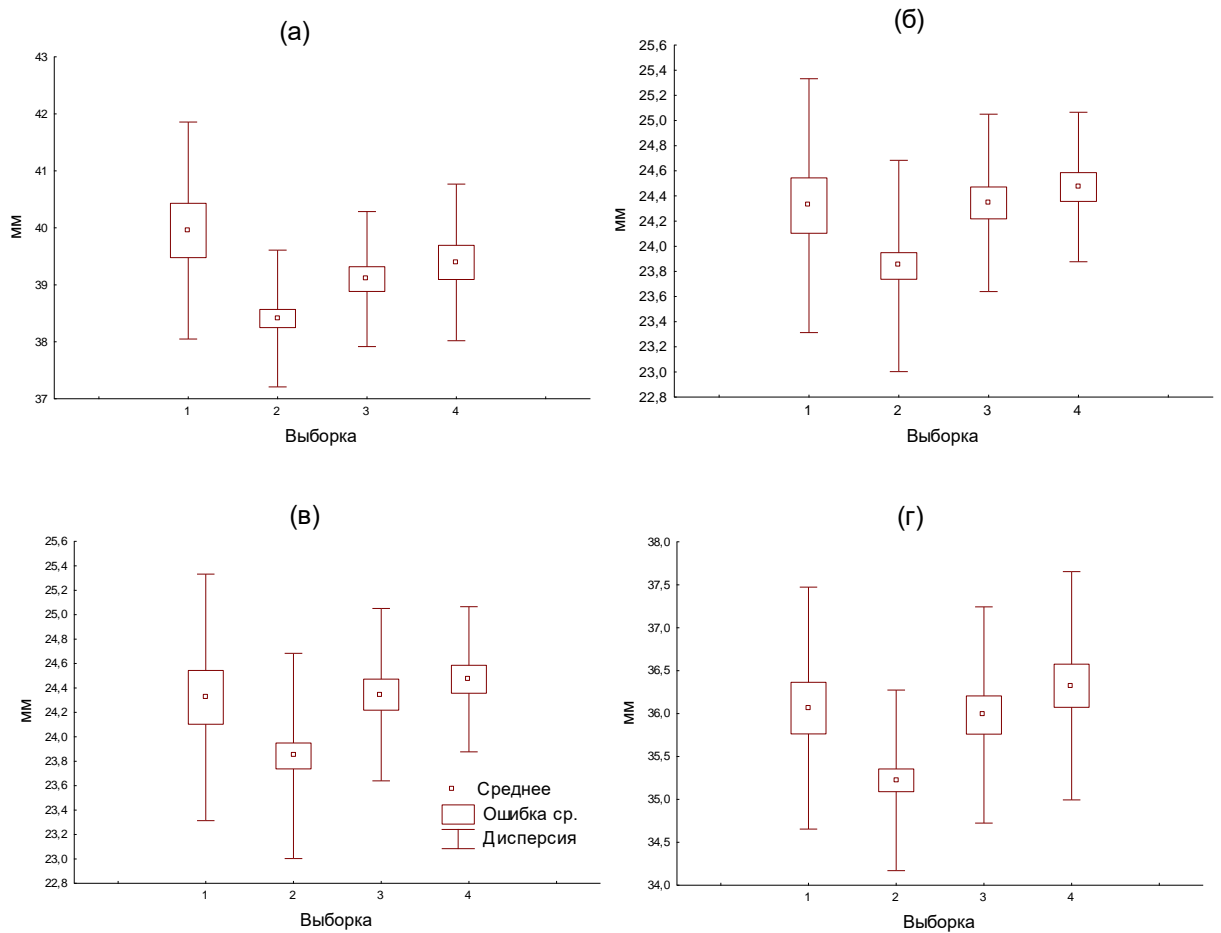 (а)
43
42
41
40
39
38
37
мм
1 2 3 4
Выборка
(б)
25,6
25,4
25,2
25,0
24,8
24,6
24,4
24,2
24,0
23,8
23,6
23,4
23,2
23,0
22,8
мм
1 2 3 4
Выборка
(в)
25,6
25,4
25,2
25,0
24,8
24,6
24,4
24,2
24,0
23,8
23,6
23,4
23,2
23,0
22,8
мм
Среднее
Ошибка ср.
Дисперсия
1 2 3 4
Выборка
(г)
38,0
37,5
37,0
36,5
36,0
35,5
35,0
34,5
34,0
мм
1 2 3 4
Выборка